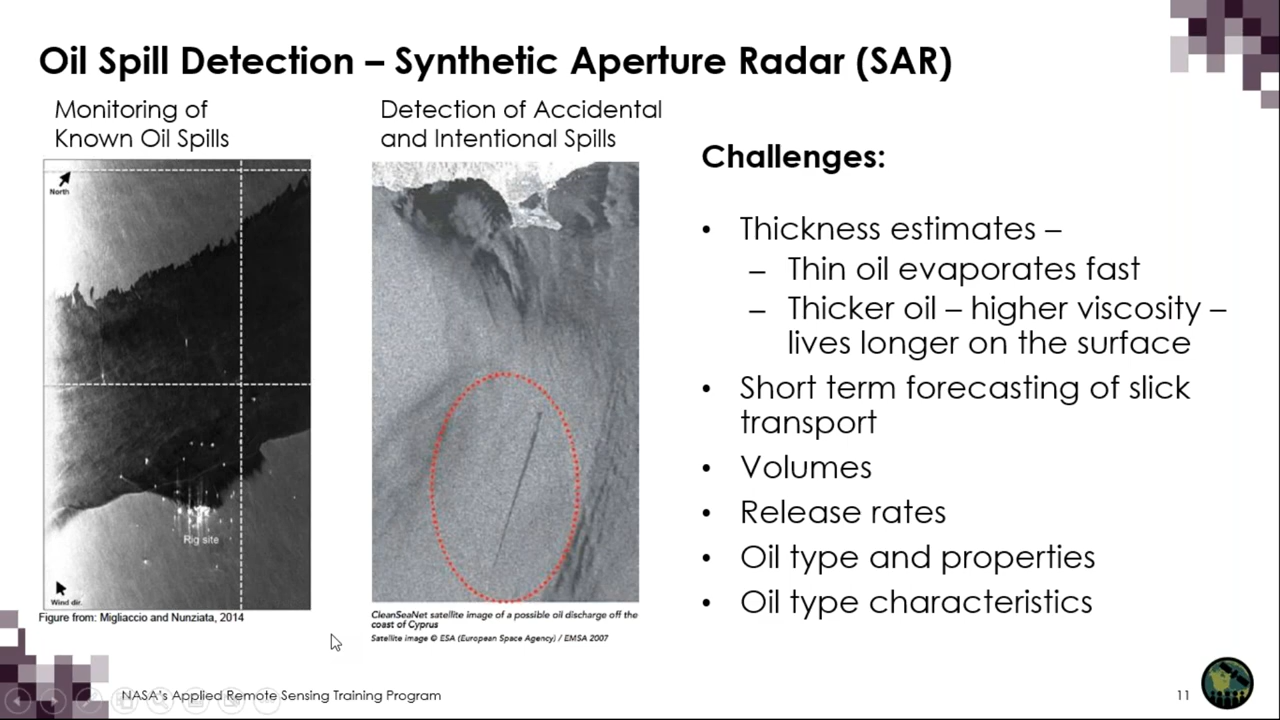 Oil Spill Detection – Synthetic Aperture Radar (SAR)
Monitoring of
Known Oil Spills
North
Rig site
Wind dir.
Figure from: Migliaccio and Nunziata, 2014
Detection of Accidental
and Intentional Spills
CleanSeaNet satellite image of a possible oil discharge off the
coast of Cyprus
Satellite image © ESA (European Space Agency) / EMSA 2007
Challenges:
• Thickness estimates –
– Thin oil evaporates fast
– Thicker oil – higher viscosity –
lives longer on the surface
• Short term forecasting of slick
transport
• Volumes
• Release rates
• Oil type and properties
• Oil type characteristics
NASA's Applied Remote Sensing Training Program
11